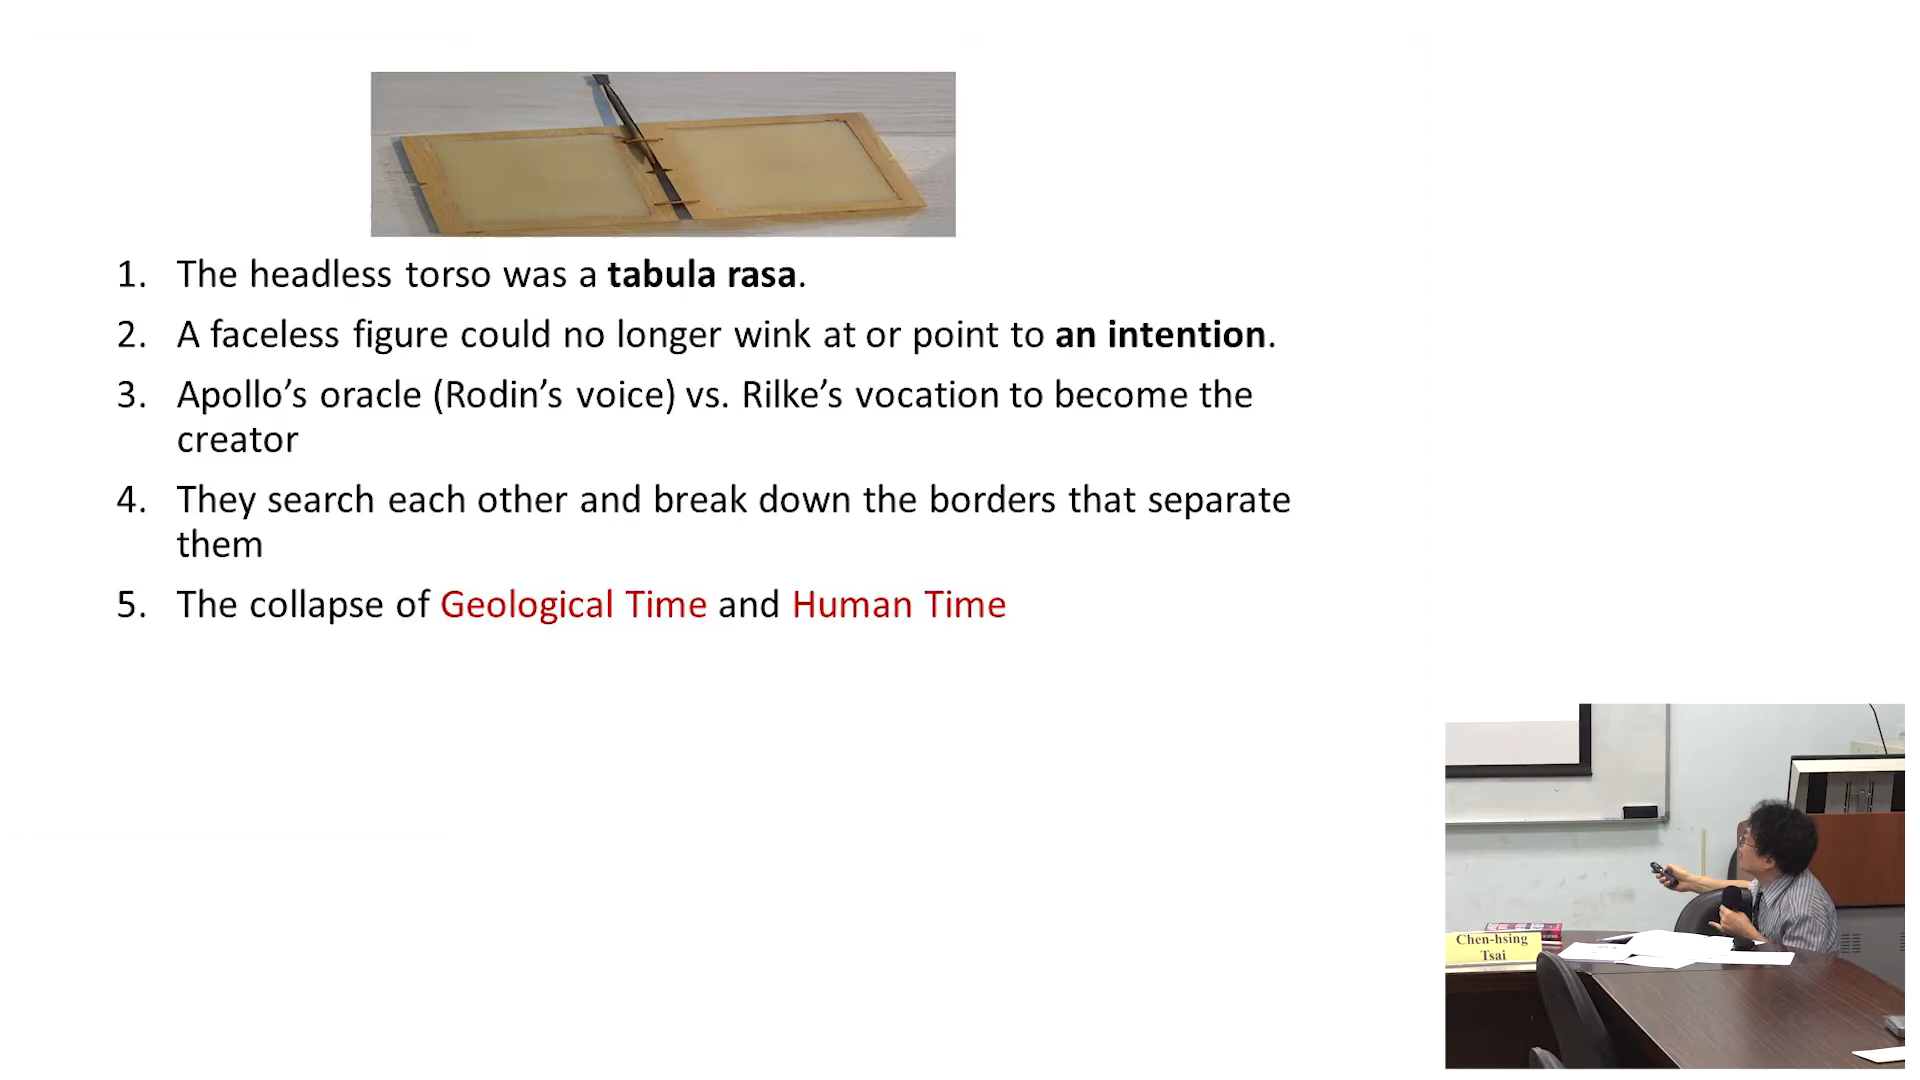 1. The headless torso was a tabula rasa.
2. A faceless figure could no longer wink at or point to an intention.
3. Apollo’s oracle (Rodin’s voice) vs. Rilke’s vocation to become the
creator
4. They search each other and break down the borders that separate
them
5. The collapse of Geological Time and Human Time
Chen-hsing
Tsai